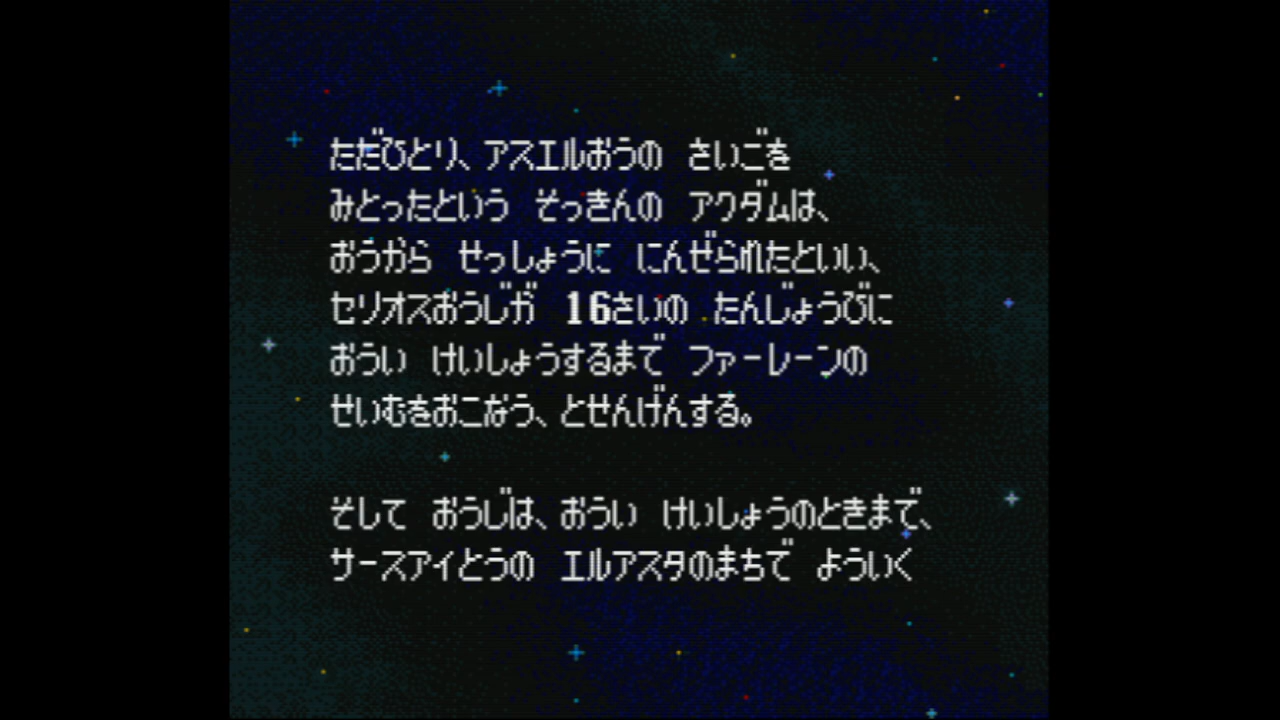 ただひとり、アスエルおうの さいごを
みとったという そっきんの アクダムは、
おうから せっしょうに にんぜられたといい、
セリオスおうじが 16さいの たんじょうびに
おうい けいしょうするまで ファーレーンの
せいむをおこなう、とせんげんする。
そして おうじは、おうい けいしょうのときまで、
サースアイとうの エルアスタのまちで よういく